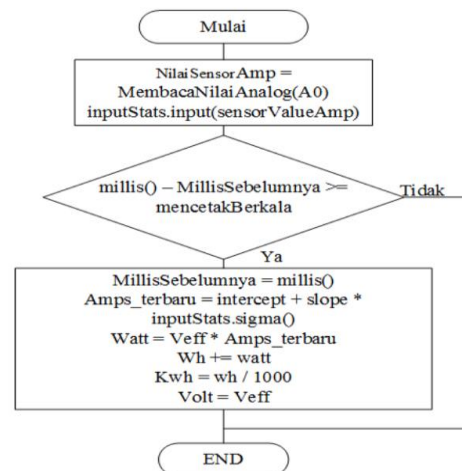 Mulai
NilaiSensorAmp =
MembacaNilaiAnalog(A0)
inputStats.input(sensorValueAmp)
millis() – MillisSebelumnya >=
mencetakBerkala
Tidak
Ya
MillisSebelumnya = millis()
Amps_terbaru = intercept + slope *
inputStats.sigma()
Watt = Veff * Amps_terbaru
Wh += watt
Kwh = wh / 1000
Volt = Veff
END